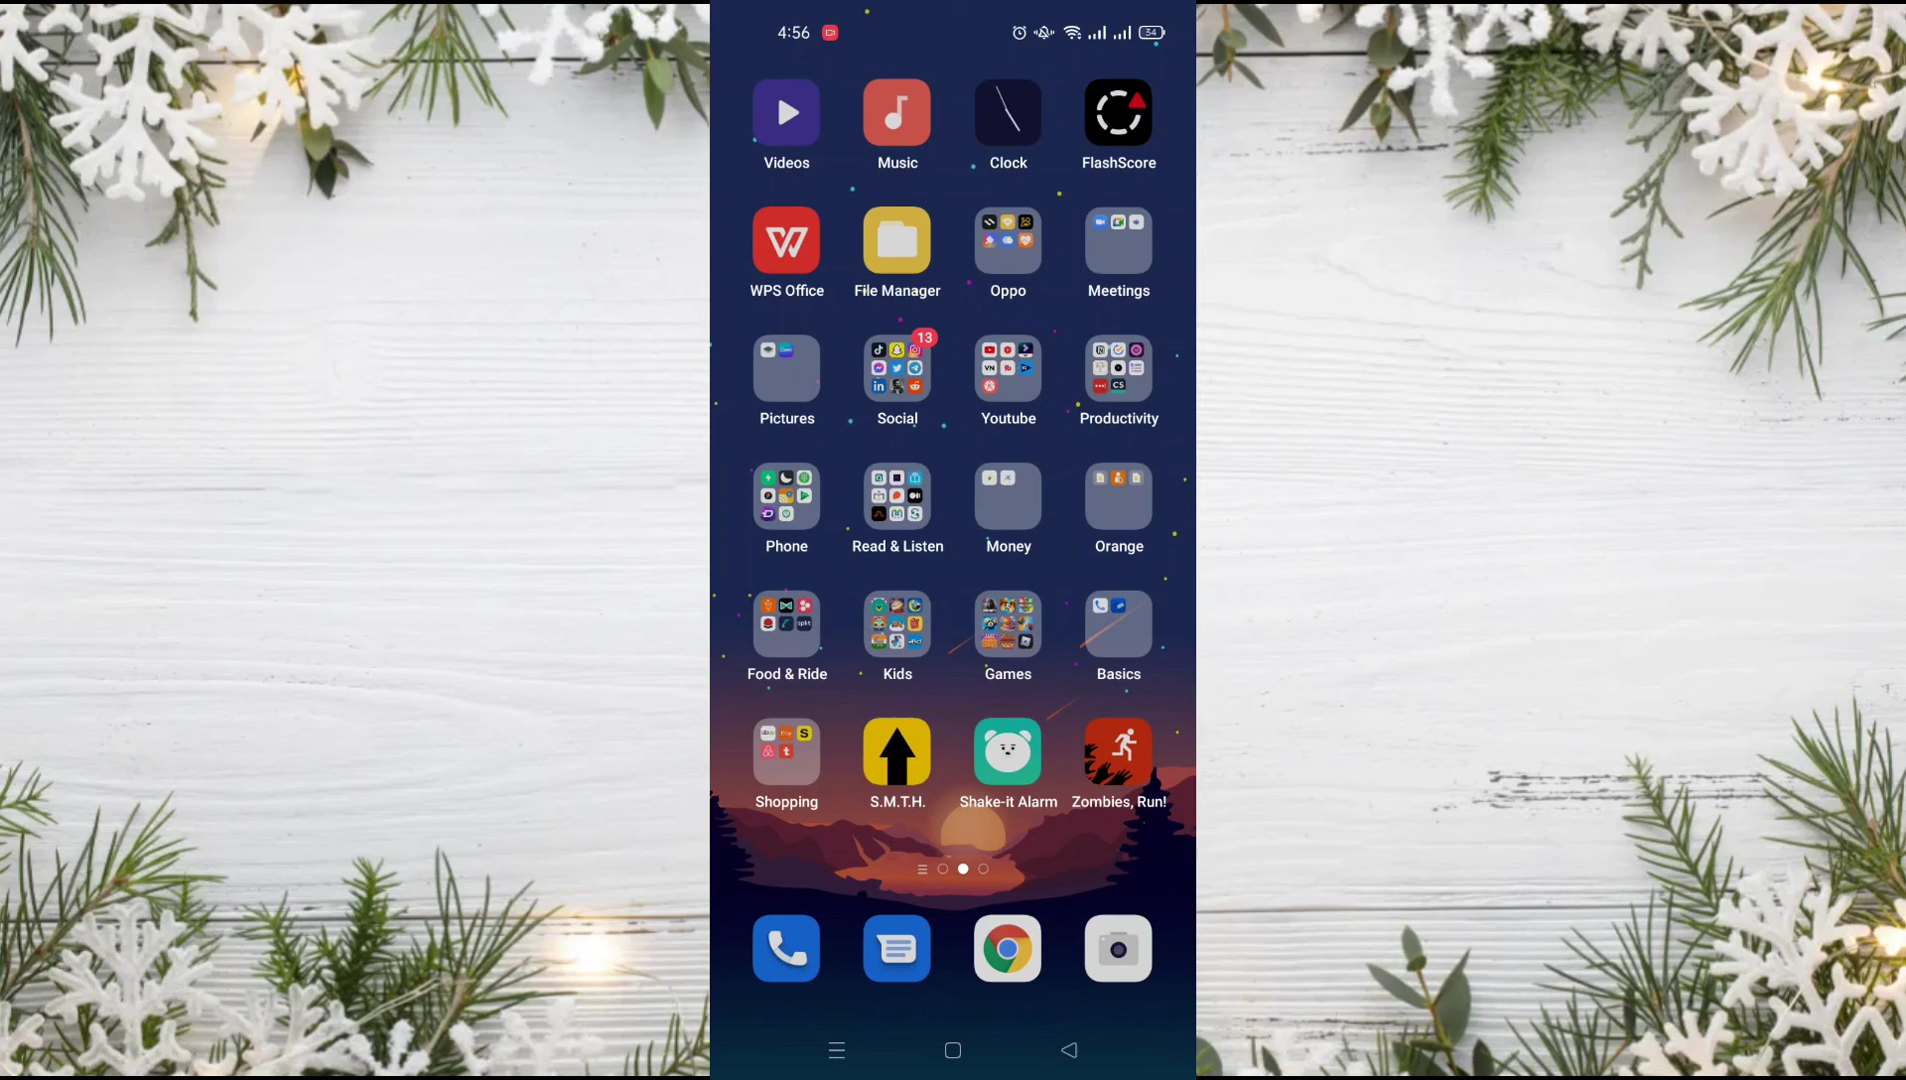 4:56
34
Videos
Music
Clock
FlashScore
WPS Office
File Manager
Oppo
Meetings
13
Pictures
Social
Youtube
Productivity
Phone
Read & Listen
Money
Orange
Food & Ride
Kids
Games
Basics
Shopping
S.M.T.H.
Shake-it Alarm
Zombies, Run!